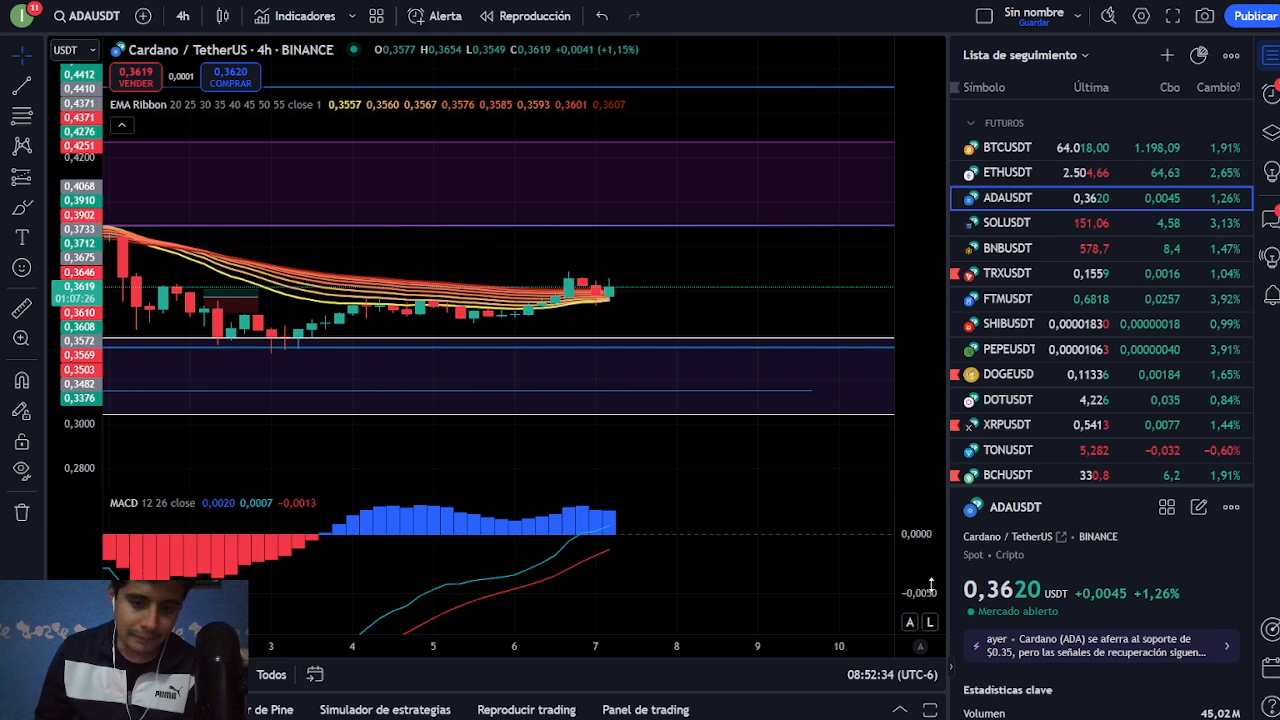 11
ADAUSDT
4h
Indicadores
Alerta
Reproducción
Sin nombre
Guardar
Publicar
USDT
Cardano / TetherUS · 4h · BINANCE
O0,3577 H0,3654 L0,3549 C0,3619 +0,0041 (+1,15%)
0,3619
VENDER
0,0001
0,3620
COMPRAR
EMA Ribbon 20 25 30 35 40 45 50 55 close 1 0,3557 0,3560 0,3567 0,3576 0,3585 0,3593 0,3601 0,3607
0,4412
0,4410
0,4371
0,4371
0,4276
0,4251
0,4200
0,4068
0,3910
0,3902
0,3733
0,3712
0,3675
0,3646
0,3619
01:07:26
0,3610
0,3608
0,3572
0,3569
0,3503
0,3482
0,3376
0,3000
0,2800
MACD 12 26 close 0,0020 0,0007 −0,0013
0,0000
−0,0050
A L
3 4 5 6 7 8 9 10
A
Todos
08:52:34 (UTC-6)
de Pine
Simulador de estrategias
Reproducir trading
Panel de trading
PUMA
Lista de seguimiento
Símbolo Última Cbo Cambio%
FUTUROS
BTCUSDT 64.018,00 1.198,09 1,91%
ETHUSDT 2.504,66 64,63 2,65%
ADAUSDT 0,3620 0,0045 1,26%
SOLUSDT 151,06 4,58 3,13%
BNBUSDT 578,7 8,4 1,47%
TRXUSDT 0,1559 0,0016 1,04%
FTMUSDT 0,6818 0,0257 3,92%
SHIBUSDT 0,00001830 0,00000018 0,99%
PEPEUSDT 0,00001063 0,00000040 3,91%
DOGEUSD 0,11336 0,00184 1,65%
DOTUSDT 4,226 0,035 0,84%
XRPUSDT 0,5413 0,0077 1,44%
TONUSDT 5,282 −0,032 −0,60%
BCHUSDT 330,8 6,2 1,91%
ADAUSDT
Cardano / TetherUS • BINANCE
Spot • Cripto
0,3620 USDT +0,0045 +1,26%
Mercado abierto
ayer • Cardano (ADA) se aferra al soporte de
$0.35, pero las señales de recuperación siguen...
Estadísticas clave
Volumen 45,02M